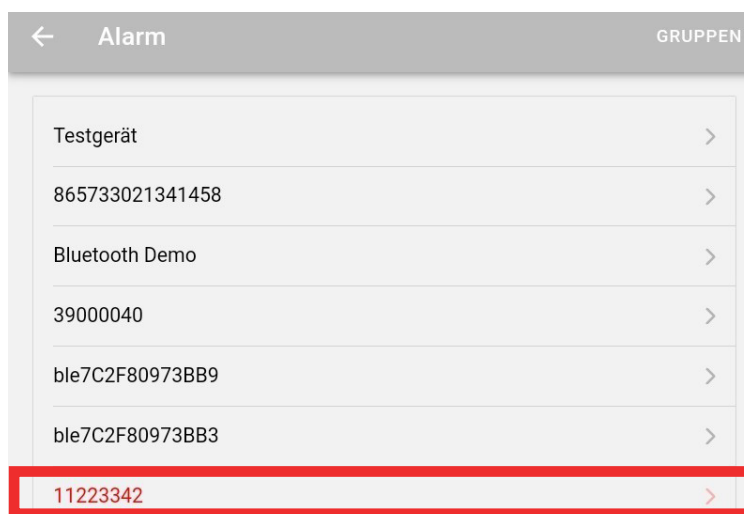 Alarm
GRUPPEN
Testgerät
865733021341458
Bluetooth Demo
39000040
ble7C2F80973BB9
ble7C2F80973BB3
11223342